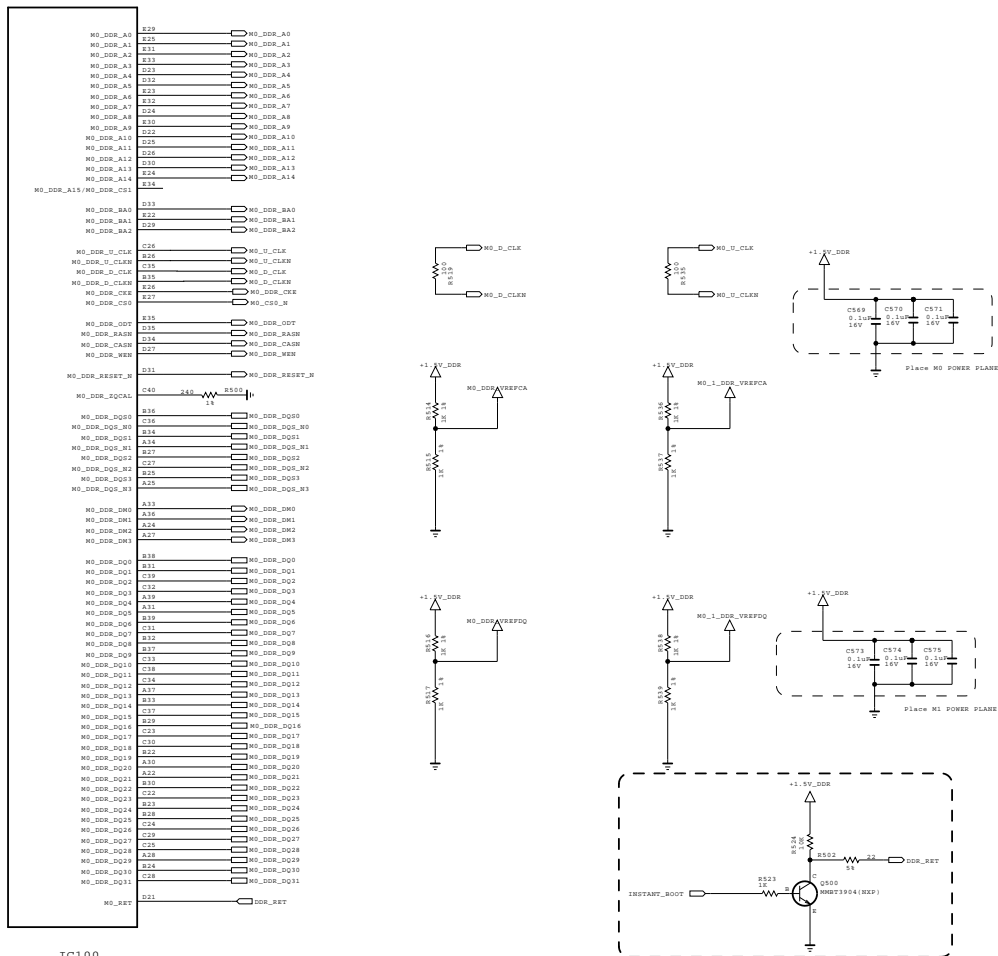 M0_DDR_A0 E29 M0_DDR_A0
M0_DDR_A1 E25 M0_DDR_A1
M0_DDR_A2 E31 M0_DDR_A2
M0_DDR_A3 E33 M0_DDR_A3
M0_DDR_A4 D23 M0_DDR_A4
M0_DDR_A5 D32 M0_DDR_A5
M0_DDR_A6 E23 M0_DDR_A6
M0_DDR_A7 E32 M0_DDR_A7
M0_DDR_A8 D24 M0_DDR_A8
M0_DDR_A9 E30 M0_DDR_A9
M0_DDR_A10 D22 M0_DDR_A10
M0_DDR_A11 D25 M0_DDR_A11
M0_DDR_A12 D26 M0_DDR_A12
M0_DDR_A13 D30 M0_DDR_A13
M0_DDR_A14 E24 M0_DDR_A14
M0_DDR_A15/M0_DDR_CS1 E34
M0_DDR_BA0 D33 M0_DDR_BA0
M0_DDR_BA1 E22 M0_DDR_BA1
M0_DDR_BA2 D29 M0_DDR_BA2
M0_DDR_U_CLK C26 M0_U_CLK
M0_DDR_U_CLKN B26 M0_U_CLKN
M0_DDR_D_CLK C35 M0_D_CLK
M0_DDR_D_CLKN B35 M0_D_CLKN
M0_DDR_CKE E26 M0_DDR_CKE
M0_DDR_CS0 E27 M0_CS0_N
M0_DDR_ODT E35 M0_DDR_ODT
M0_DDR_RASN D35 M0_DDR_RASN
M0_DDR_CASN D34 M0_DDR_CASN
M0_DDR_WEN D27 M0_DDR_WEN
M0_DDR_RESET_N D31 M0_DDR_RESET_N
M0_DDR_ZQCAL C40 240 R500
1%
M0_DDR_DQS0 B36 M0_DDR_DQS0
M0_DDR_DQS_N0 C36 M0_DDR_DQS_N0
M0_DDR_DQS1 B34 M0_DDR_DQS1
M0_DDR_DQS_N1 A34 M0_DDR_DQS_N1
M0_DDR_DQS2 B27 M0_DDR_DQS2
M0_DDR_DQS_N2 C27 M0_DDR_DQS_N2
M0_DDR_DQS3 B25 M0_DDR_DQS3
M0_DDR_DQS_N3 A25 M0_DDR_DQS_N3
M0_DDR_DM0 A33 M0_DDR_DM0
M0_DDR_DM1 A36 M0_DDR_DM1
M0_DDR_DM2 A24 M0_DDR_DM2
M0_DDR_DM3 A27 M0_DDR_DM3
M0_DDR_DQ0 B38 M0_DDR_DQ0
M0_DDR_DQ1 B31 M0_DDR_DQ1
M0_DDR_DQ2 C39 M0_DDR_DQ2
M0_DDR_DQ3 C32 M0_DDR_DQ3
M0_DDR_DQ4 A39 M0_DDR_DQ4
M0_DDR_DQ5 A31 M0_DDR_DQ5
M0_DDR_DQ6 B39 M0_DDR_DQ6
M0_DDR_DQ7 C31 M0_DDR_DQ7
M0_DDR_DQ8 B32 M0_DDR_DQ8
M0_DDR_DQ9 B37 M0_DDR_DQ9
M0_DDR_DQ10 C33 M0_DDR_DQ10
M0_DDR_DQ11 C38 M0_DDR_DQ11
M0_DDR_DQ12 C34 M0_DDR_DQ12
M0_DDR_DQ13 A37 M0_DDR_DQ13
M0_DDR_DQ14 B33 M0_DDR_DQ14
M0_DDR_DQ15 C37 M0_DDR_DQ15
M0_DDR_DQ16 B29 M0_DDR_DQ16
M0_DDR_DQ17 C23 M0_DDR_DQ17
M0_DDR_DQ18 C30 M0_DDR_DQ18
M0_DDR_DQ19 B22 M0_DDR_DQ19
M0_DDR_DQ20 A30 M0_DDR_DQ20
M0_DDR_DQ21 A22 M0_DDR_DQ21
M0_DDR_DQ22 B30 M0_DDR_DQ22
M0_DDR_DQ23 C22 M0_DDR_DQ23
M0_DDR_DQ24 B23 M0_DDR_DQ24
M0_DDR_DQ25 B28 M0_DDR_DQ25
M0_DDR_DQ26 C24 M0_DDR_DQ26
M0_DDR_DQ27 C29 M0_DDR_DQ27
M0_DDR_DQ28 C25 M0_DDR_DQ28
M0_DDR_DQ29 A28 M0_DDR_DQ29
M0_DDR_DQ30 B24 M0_DDR_DQ30
M0_DDR_DQ31 C28 M0_DDR_DQ31
M0_RET D21 DDR_RET
IC100
M0_D_CLK
100
R519
M0_D_CLKN
M0_U_CLK
100
R535
M0_U_CLKN
+1.5V_DDR
C569 C570 C571
0.1uF 0.1uF 0.1uF
16V 16V 16V
Place M0 POWER PLANE
+1.5V_DDR
M0_DDR_VREFCA
R514
1K 1%
R515
1K 1%
+1.5V_DDR
M0_1_DDR_VREFCA
R536
1K 1%
R537
1K 1%
+1.5V_DDR
M0_DDR_VREFDQ
R516
1K 1%
R517
1K 1%
+1.5V_DDR
M0_1_DDR_VREFDQ
R538
1K 1%
R539
1K 1%
+1.5V_DDR
C573 C574 C575
0.1uF 0.1uF 0.1uF
16V 16V 16V
Place M1 POWER PLANE
+1.5V_DDR
R524
10K
R502 22 DDR_RET
5%
INSTANT_BOOT
R523
1K
B
C
E
Q500
MMBT3904(NXP)